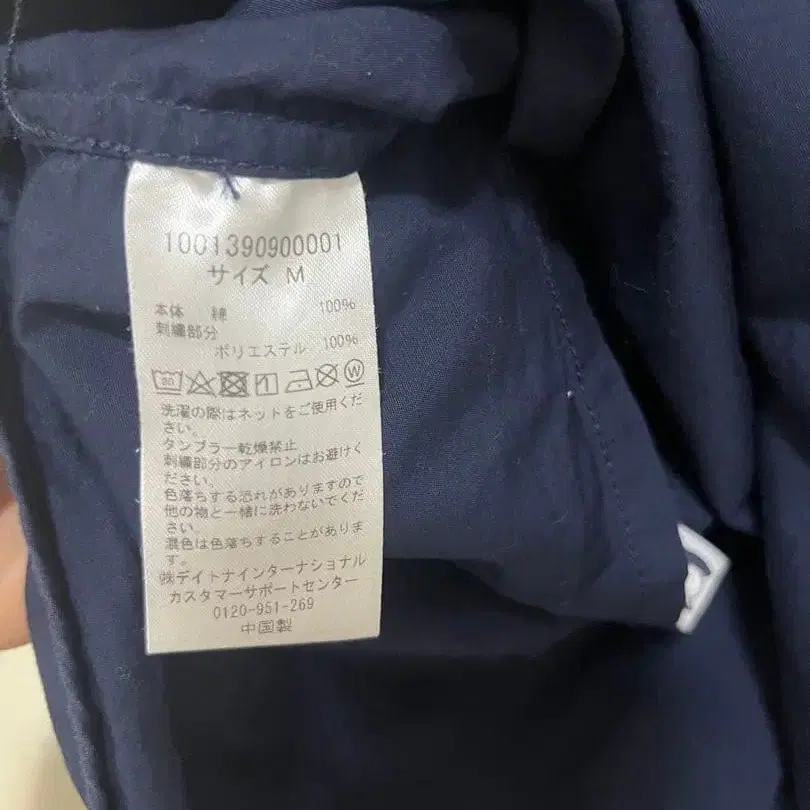 1001390900001
サイズ M
本体 綿 100%
刺繍部分
ポリエステル 100%
30 W
洗濯の際はネットをご使用くだ
さい。
タンブラー乾燥禁止
刺繍部分のアイロンはお避けく
ださい。
色落ちする恐れがありますので
他の物と一緒に洗わないでくだ
さい
混色は色落ちすることがありま
す。
㈱デイトナインターナショナル
カスタマーサポートセンター
0120-951-269
中国製